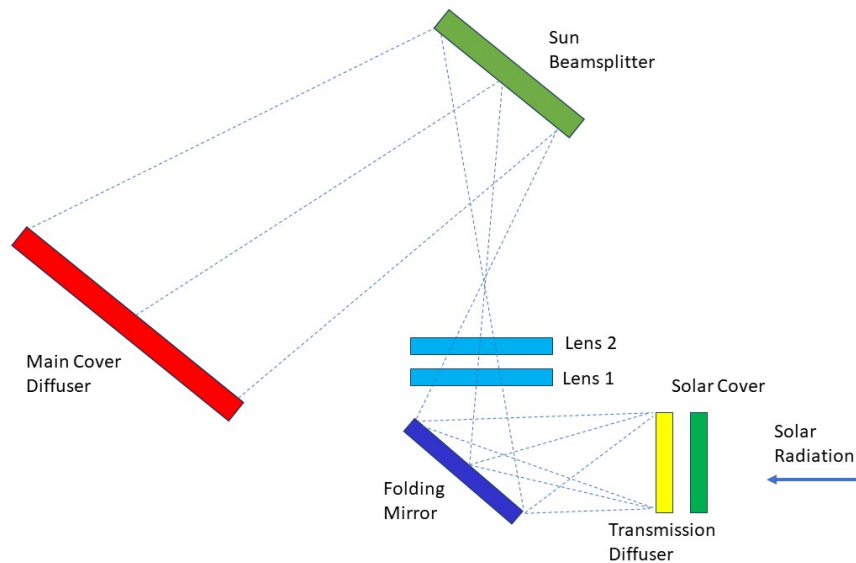 Sun
Beamsplitter
Lens 2
Main Cover
Diffuser
Lens 1
Solar Cover
Solar
Radiation
Folding
Mirror
Transmission
Diffuser